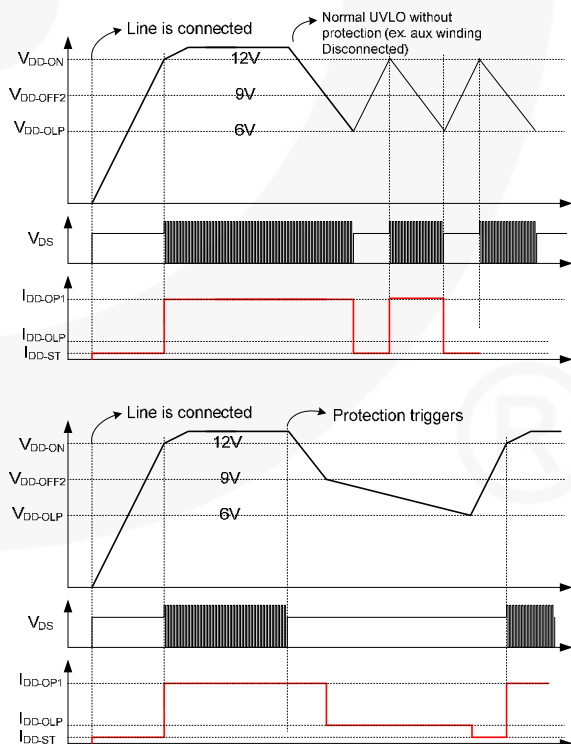 Line is connected
Normal UVLO without
protection (ex. aux winding
Disconnected)
VDD-ON
12V
VDD-OFF2
9V
VDD-OLP
6V
VDS
IDD-OP1
IDD-OLP
IDD-ST
Line is connected
Protection triggers
VDD-ON
12V
VDD-OFF2
9V
VDD-OLP
6V
VDS
IDD-OP1
IDD-OLP
IDD-ST
®